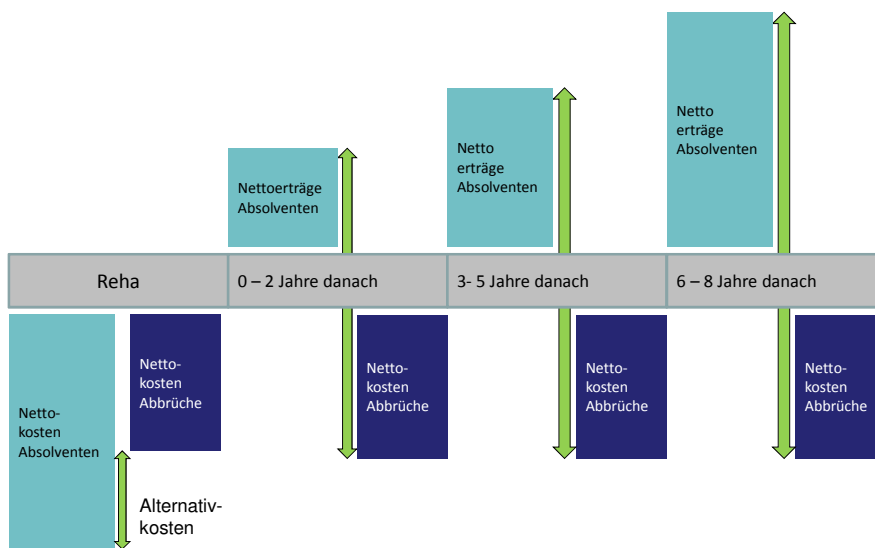 Netto
erträge
Absolventen
Netto
erträge
Absolventen
Nettoerträge
Absolventen
Reha
0 – 2 Jahre danach
3- 5 Jahre danach
6 – 8 Jahre danach
Netto-
kosten
Absolventen
Netto-
kosten
Abbrüche
Netto-
kosten
Abbrüche
Netto-
kosten
Abbrüche
Netto-
kosten
Abbrüche
Alternativ-
kosten